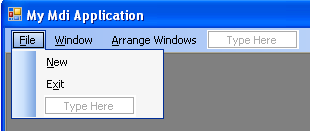 My Mdi Application
File Window Arrange Windows Type Here
New
Exit
Type Here